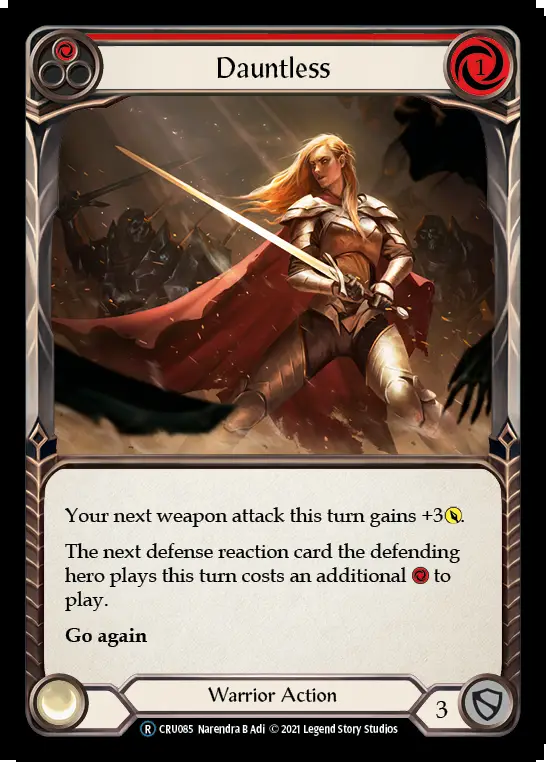 Dauntless
1
Your next weapon attack this turn gains +3.
The next defense reaction card the defending
hero plays this turn costs an additional to
play.
Go again
Warrior Action
3
R CRU085 Narendra B Adi © 2021 Legend Story Studios